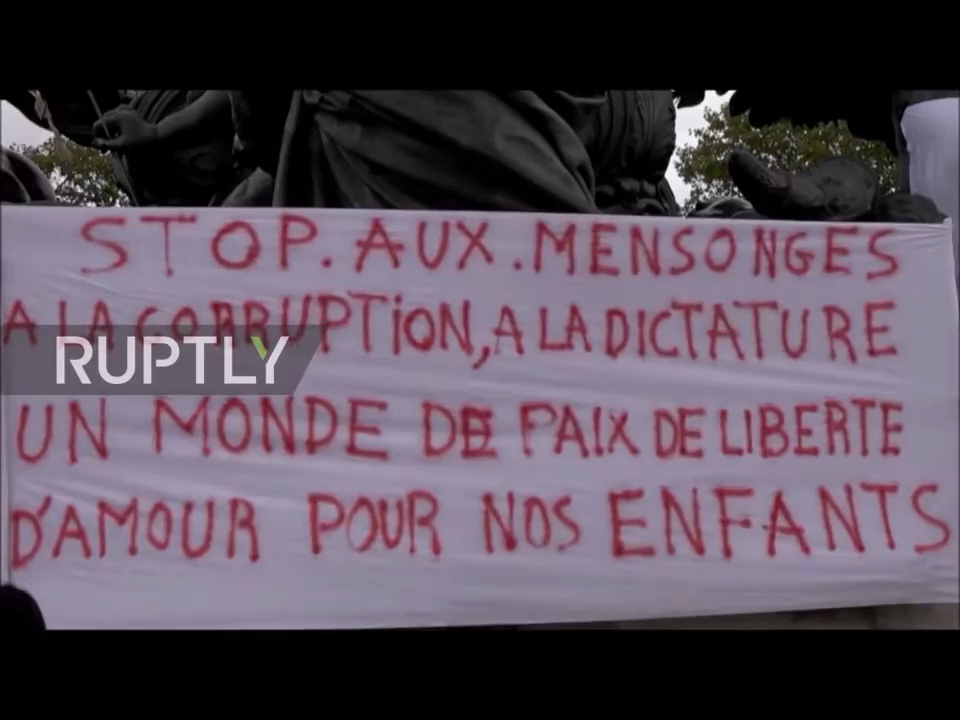 STOP. AUX. MENSONGES
A LA CORRUPTiON, A LA DICTATURE
RUPTLY
UN MONDE DE PAIX DE LIBERTE
D'AMOUR POUR NOS ENFANTS